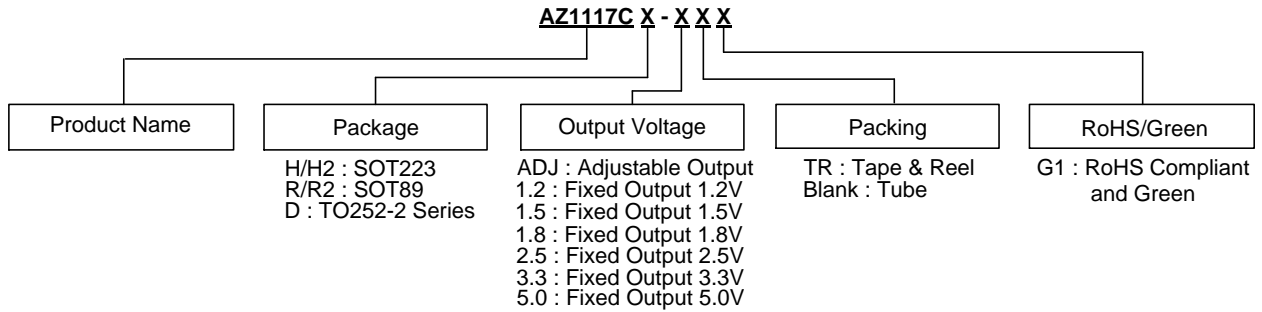 AZ1117C X - X X X
Product Name
Package
Output Voltage
Packing
RoHS/Green
H/H2 : SOT223
R/R2 : SOT89
D : TO252-2 Series
ADJ : Adjustable Output
1.2 : Fixed Output 1.2V
1.5 : Fixed Output 1.5V
1.8 : Fixed Output 1.8V
2.5 : Fixed Output 2.5V
3.3 : Fixed Output 3.3V
5.0 : Fixed Output 5.0V
TR : Tape & Reel
Blank : Tube
G1 : RoHS Compliant
and Green